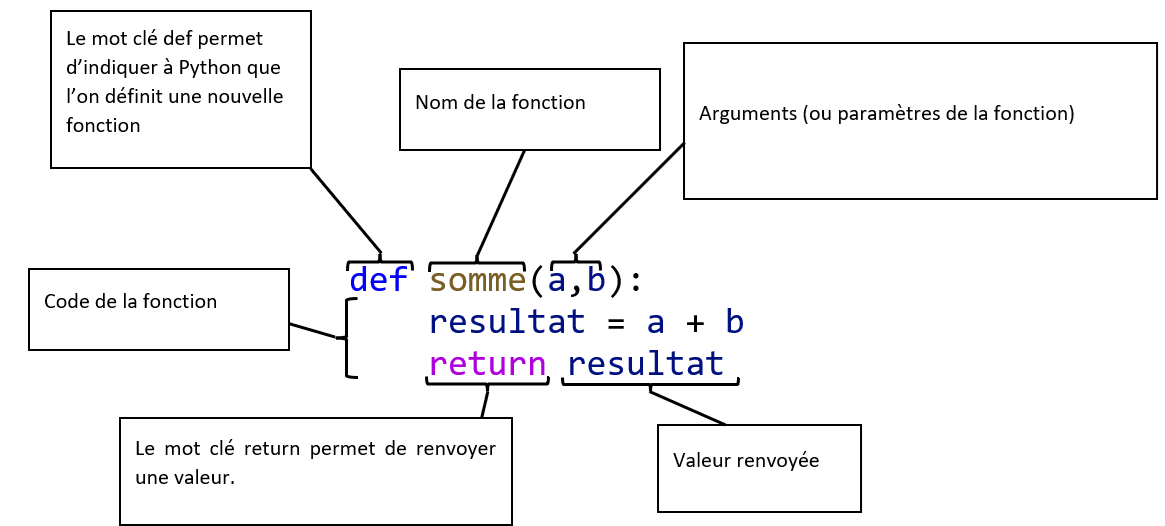 Le mot clé def permet
d’indiquer à Python que
l’on définit une nouvelle
fonction
Nom de la fonction
Arguments (ou paramètres de la fonction)
def somme(a,b):
Code de la fonction
resultat = a + b
return resultat
Le mot clé return permet de renvoyer
une valeur.
Valeur renvoyée